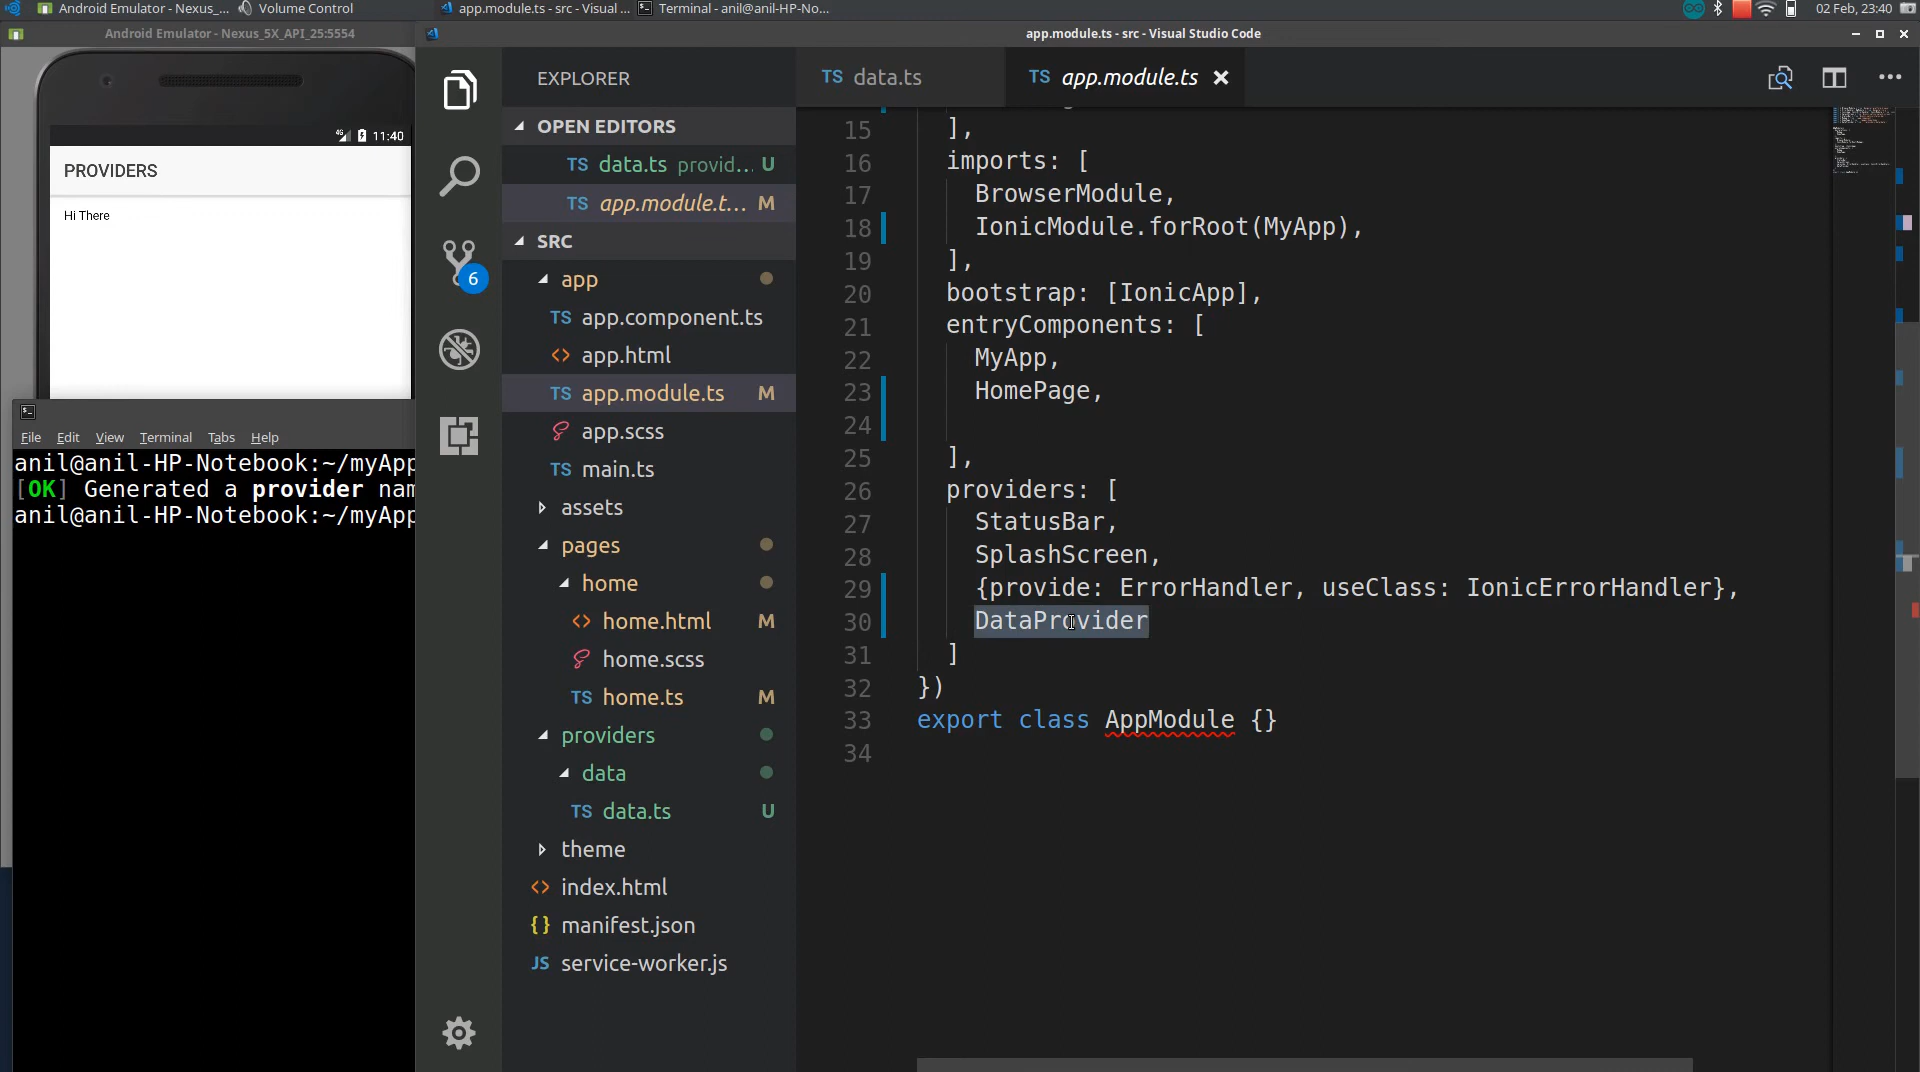 Android Emulator - Nexus_...
Volume Control
app.module.ts - src - Visual ...
Terminal - anil@anil-HP-No...
02 Feb, 23:40
Android Emulator - Nexus_5X_API_25:5554
app.module.ts - src - Visual Studio Code
4G
11:40
PROVIDERS
Hi There
File Edit View Terminal Tabs Help
anil@anil-HP-Notebook:~/myApp
[OK] Generated a provider nam
anil@anil-HP-Notebook:~/myApp
6
EXPLORER
OPEN EDITORS
TS data.ts provid... U
TS app.module.t... M
SRC
app
TS app.component.ts
<> app.html
TS app.module.ts M
app.scss
TS main.ts
assets
pages
home
<> home.html M
home.scss
TS home.ts M
providers
data
TS data.ts U
theme
<> index.html
{ } manifest.json
JS service-worker.js
TS data.ts
TS app.module.ts
15 ],
16 imports: [
17 BrowserModule,
18 IonicModule.forRoot(MyApp),
19 ],
20 bootstrap: [IonicApp],
21 entryComponents: [
22 MyApp,
23 HomePage,
24
25 ],
26 providers: [
27 StatusBar,
28 SplashScreen,
29 {provide: ErrorHandler, useClass: IonicErrorHandler},
30 DataProvider
31 ]
32 })
33 export class AppModule {}
34